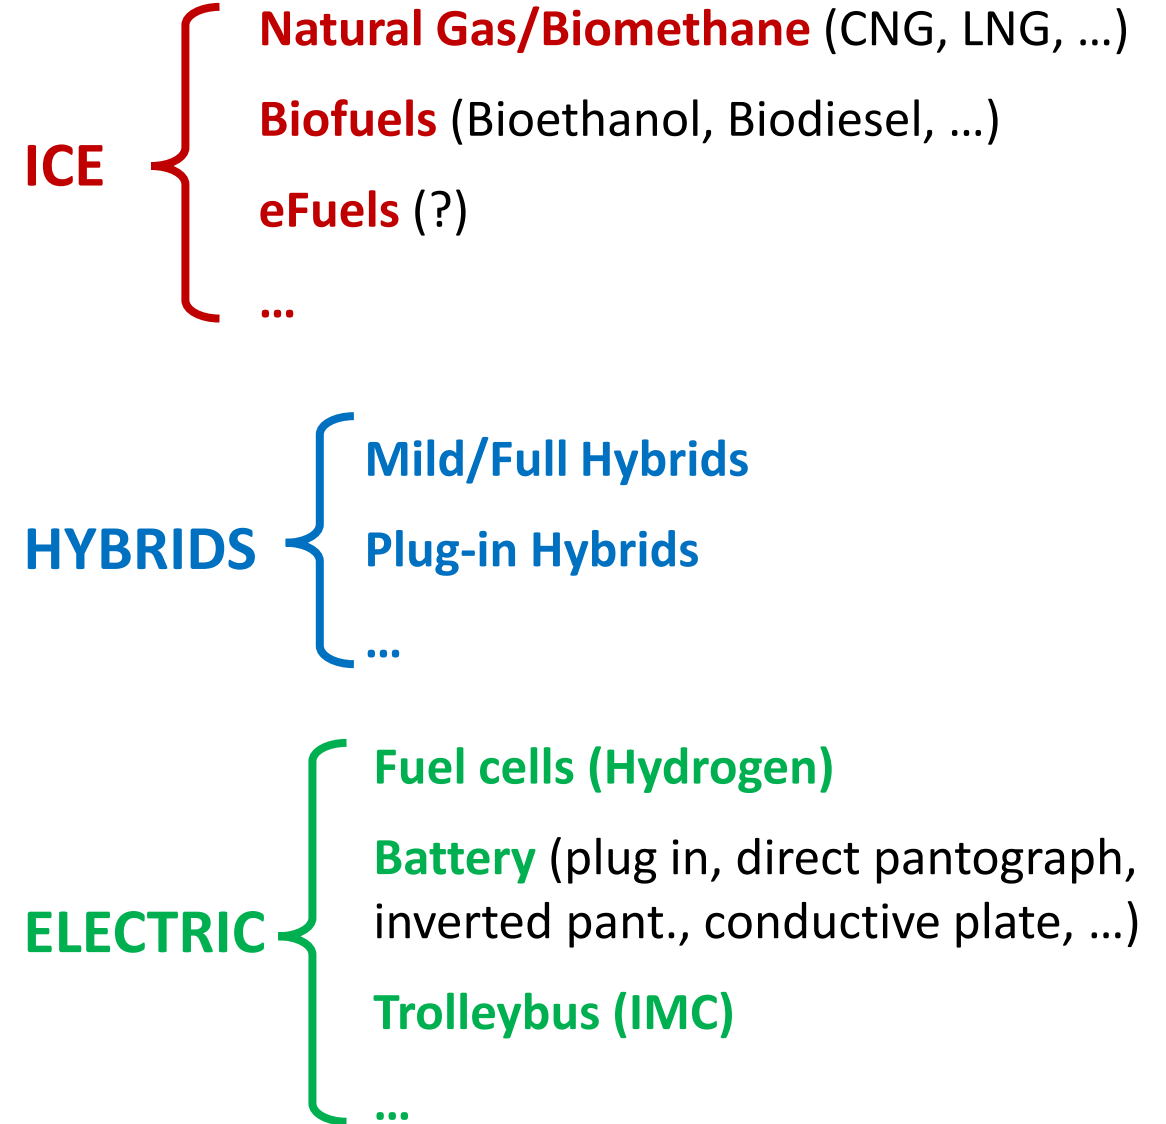 ICE
Natural Gas/Biomethane (CNG, LNG, …)
Biofuels (Bioethanol, Biodiesel, …)
eFuels (?)
…
HYBRIDS
Mild/Full Hybrids
Plug-in Hybrids
…
ELECTRIC
Fuel cells (Hydrogen)
Battery (plug in, direct pantograph,
inverted pant., conductive plate, …)
Trolleybus (IMC)
…